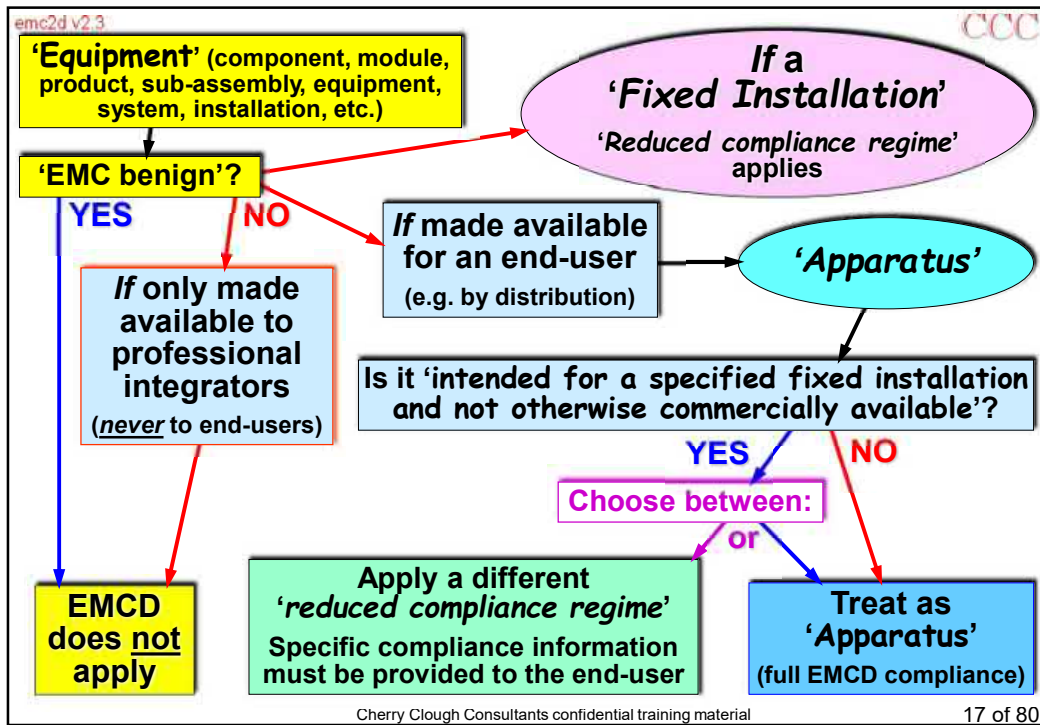 emc2d v2.3
CCC
‘Equipment’ (component, module,
product, sub-assembly, equipment,
system, installation, etc.)
If a
‘Fixed Installation’
‘Reduced compliance regime’
applies
‘EMC benign’?
YES
NO
If made available
for an end-user
(e.g. by distribution)
‘Apparatus’
If only made
available to
professional
integrators
(never to end-users)
Is it ‘intended for a specified fixed installation
and not otherwise commercially available’?
YES
NO
Choose between:
or
EMCD
does not
apply
Apply a different
‘reduced compliance regime’
Specific compliance information
must be provided to the end-user
Treat as
‘Apparatus’
(full EMCD compliance)
Cherry Clough Consultants confidential training material
17 of 80